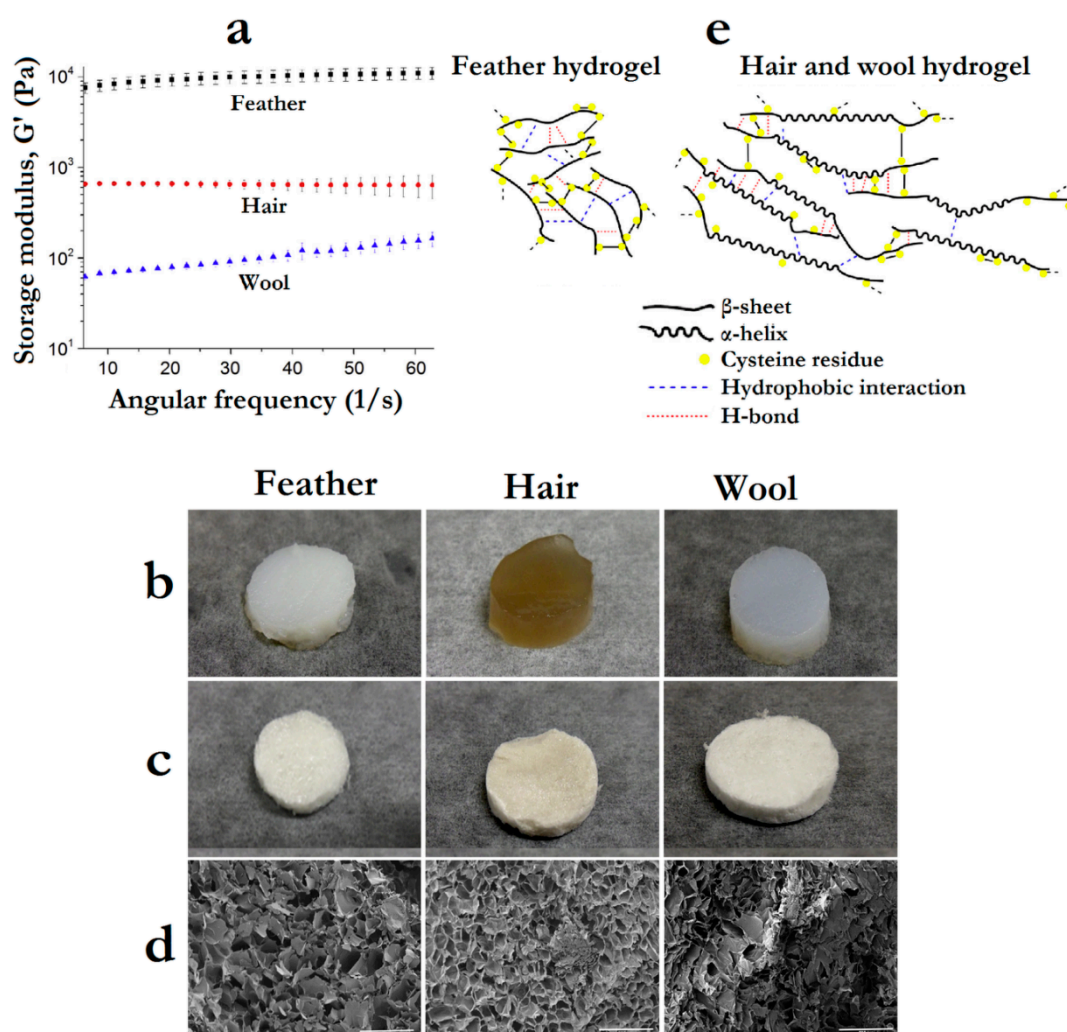 a
Storage modulus, G' (Pa)
10⁴
10³
10²
10¹
Feather
Hair
Wool
10 20 30 40 50 60
Angular frequency (1/s)
e
Feather hydrogel
Hair and wool hydrogel
β-sheet
α-helix
Cysteine residue
Hydrophobic interaction
H-bond
Feather Hair Wool
b
c
d